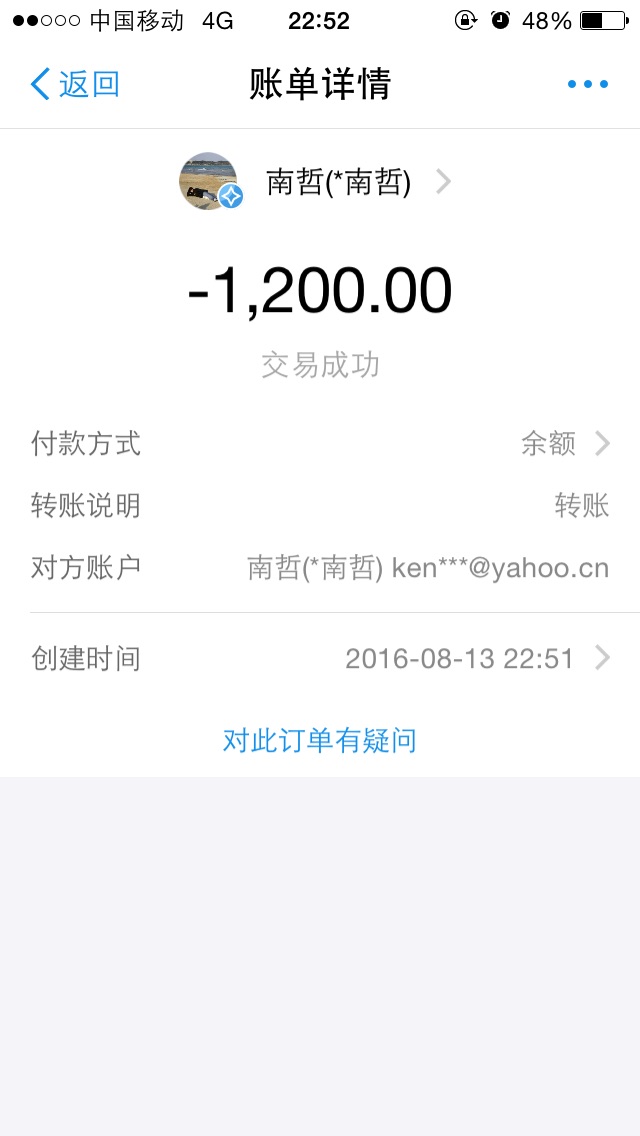 中国移动 4G 22:52 48%
返回 账单详情
南哲(*南哲)
-1,200.00
交易成功
付款方式 余额
转账说明 转账
对方账户 南哲(*南哲) ken***@yahoo.cn
创建时间 2016-08-13 22:51
对此订单有疑问